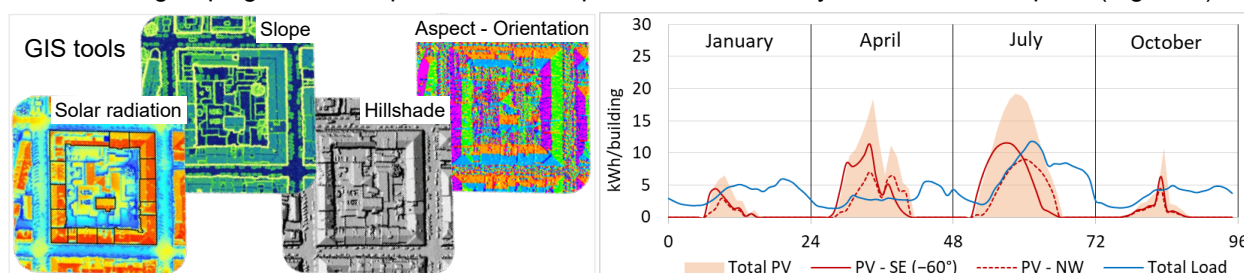 GIS tools
Slope
Aspect - Orientation
Solar radiation
Hillshade
30
25
20
15
10
5
0
kWh/building
January
April
July
October
0
24
48
72
96
Total PV
PV - SE (−60°)
PV - NW
Total Load